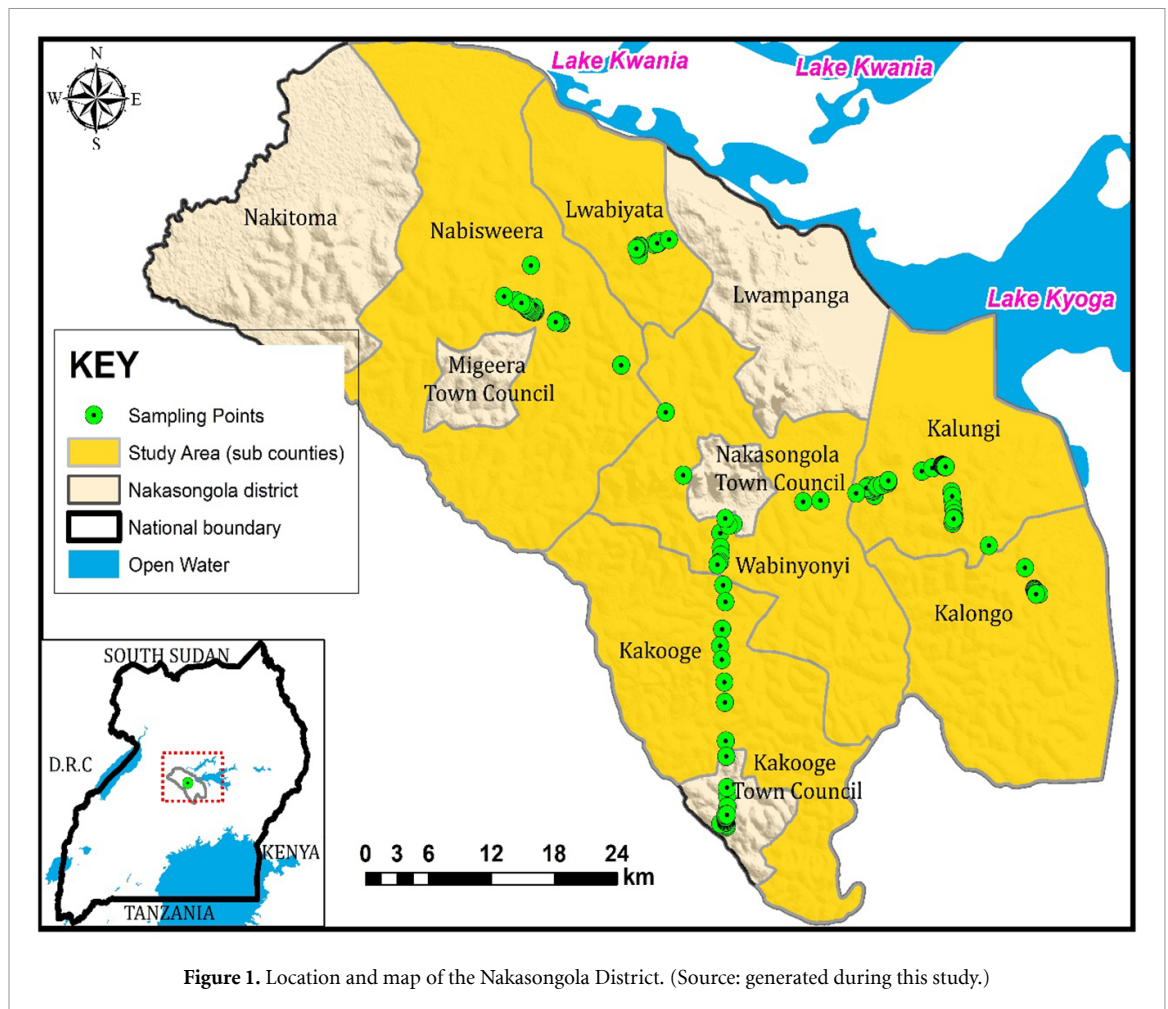 N
W
E
S
Lake Kwania
Lake Kwania
Nakitoma
Nabisweera
Lwabiyata
Lwampanga
Lake Kyoga
Migeera
Town Council
Kalungi
Nakasongola
Town Council
Wabinyonyi
Kalongo
Kakooge
Kakooge
Town Council
KEY
Sampling Points
Study Area (sub counties)
Nakasongola district
National boundary
Open Water
SOUTH SUDAN
D.R.C
KENYA
TANZANIA
0 3 6 12 18 24
km
Figure 1. Location and map of the Nakasongola District. (Source: generated during this study.)